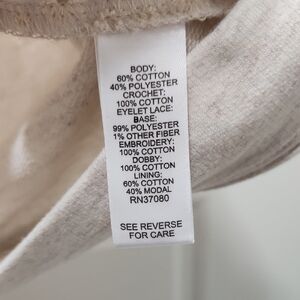 BODY:
60% COTTON
40% POLYESTER
CROCHET:
100% COTTON
EYELET LACE:
BASE:
99% POLYESTER
1% OTHER FIBER
EMBROIDERY:
100% COTTON
DOBBY:
100% COTTON
LINING:
60% COTTON
40% MODAL
RN37080
SEE REVERSE
FOR CARE